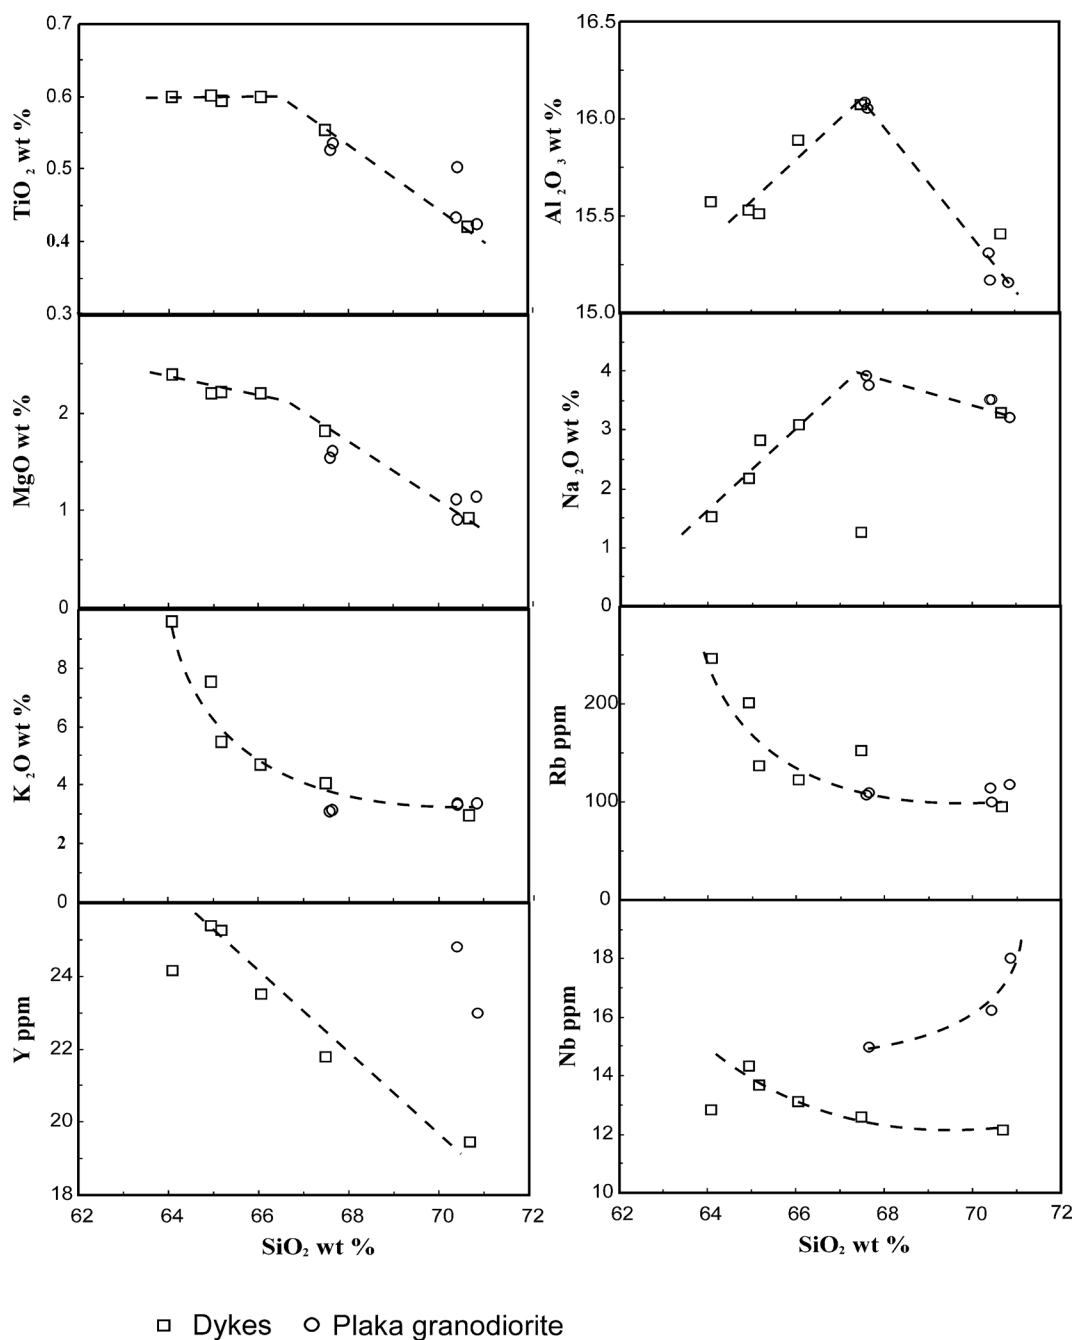 0.7
0.6
0.5
0.4
0.3
TiO₂ wt %
16.5
16.0
15.5
15.0
Al₂O₃ wt %
2
1
0
MgO wt %
4
3
2
1
0
Na₂O wt %
8
6
4
2
0
K₂O wt %
200
100
0
Rb ppm
24
22
20
18
Y ppm
18
16
14
12
10
Nb ppm
62 64 66 68 70 72
SiO₂ wt %
62 64 66 68 70 72
SiO₂ wt %
Dykes Plaka granodiorite